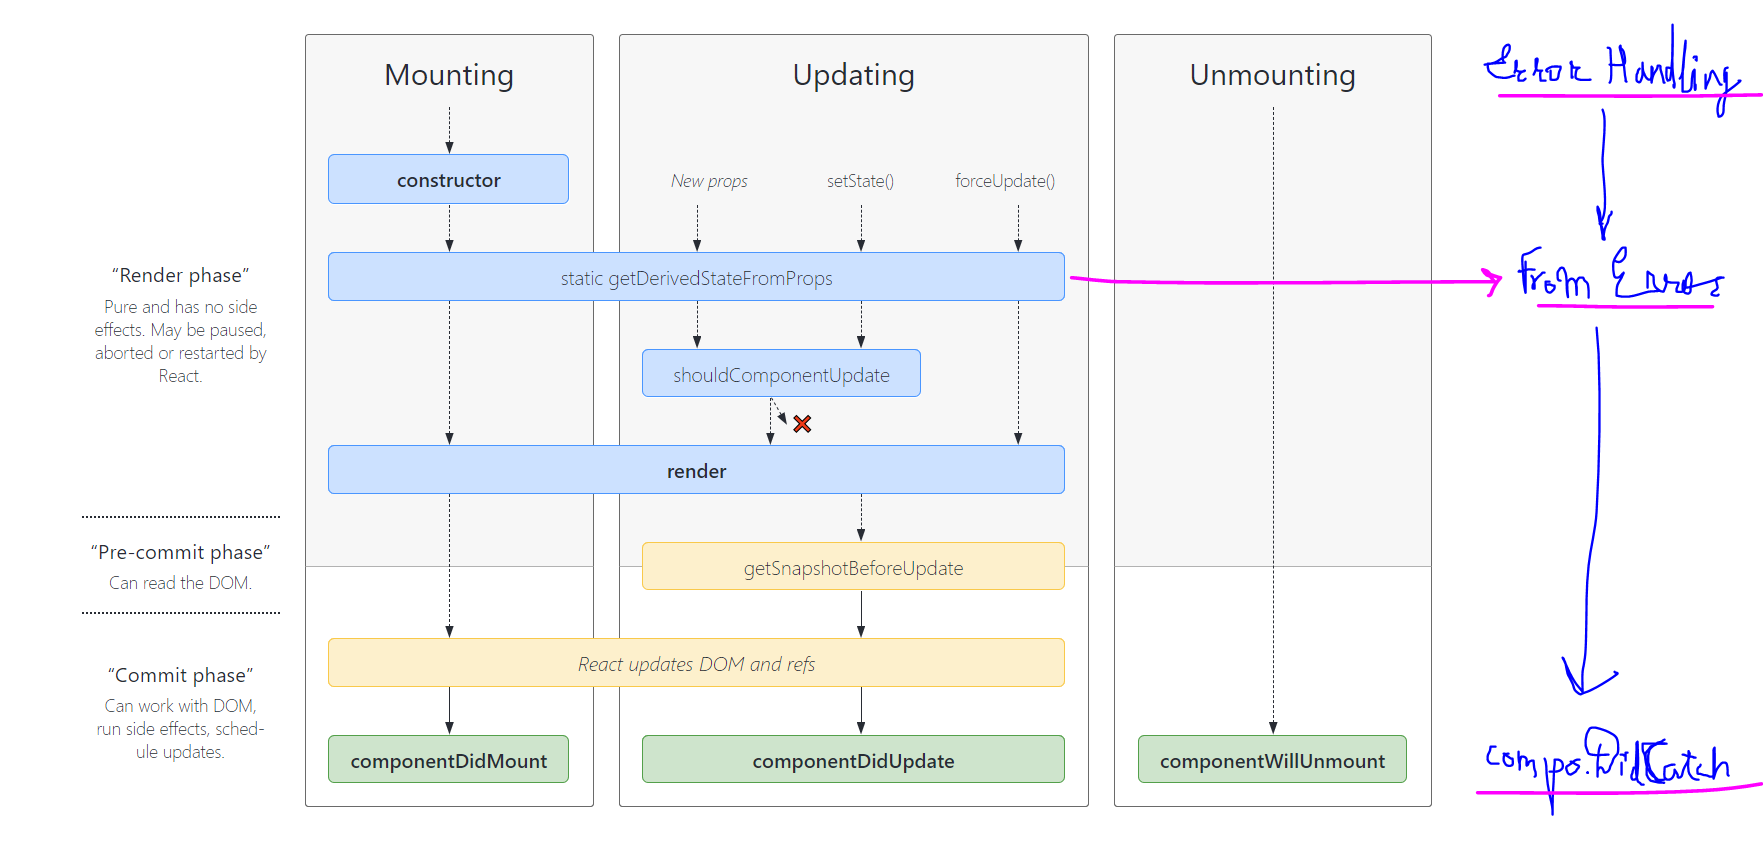 Mounting
Updating
Unmounting
Error Handling
constructor
New props
setState()
forceUpdate()
"Render phase"
Pure and has no side
effects. May be paused,
aborted or restarted by
React.
static getDerivedStateFromProps
From Error
shouldComponentUpdate
render
"Pre-commit phase"
Can read the DOM.
getSnapshotBeforeUpdate
React updates DOM and refs
"Commit phase"
Can work with DOM,
run side effects, sched-
ule updates.
componentDidMount
componentDidUpdate
componentWillUnmount
compo.DidCatch